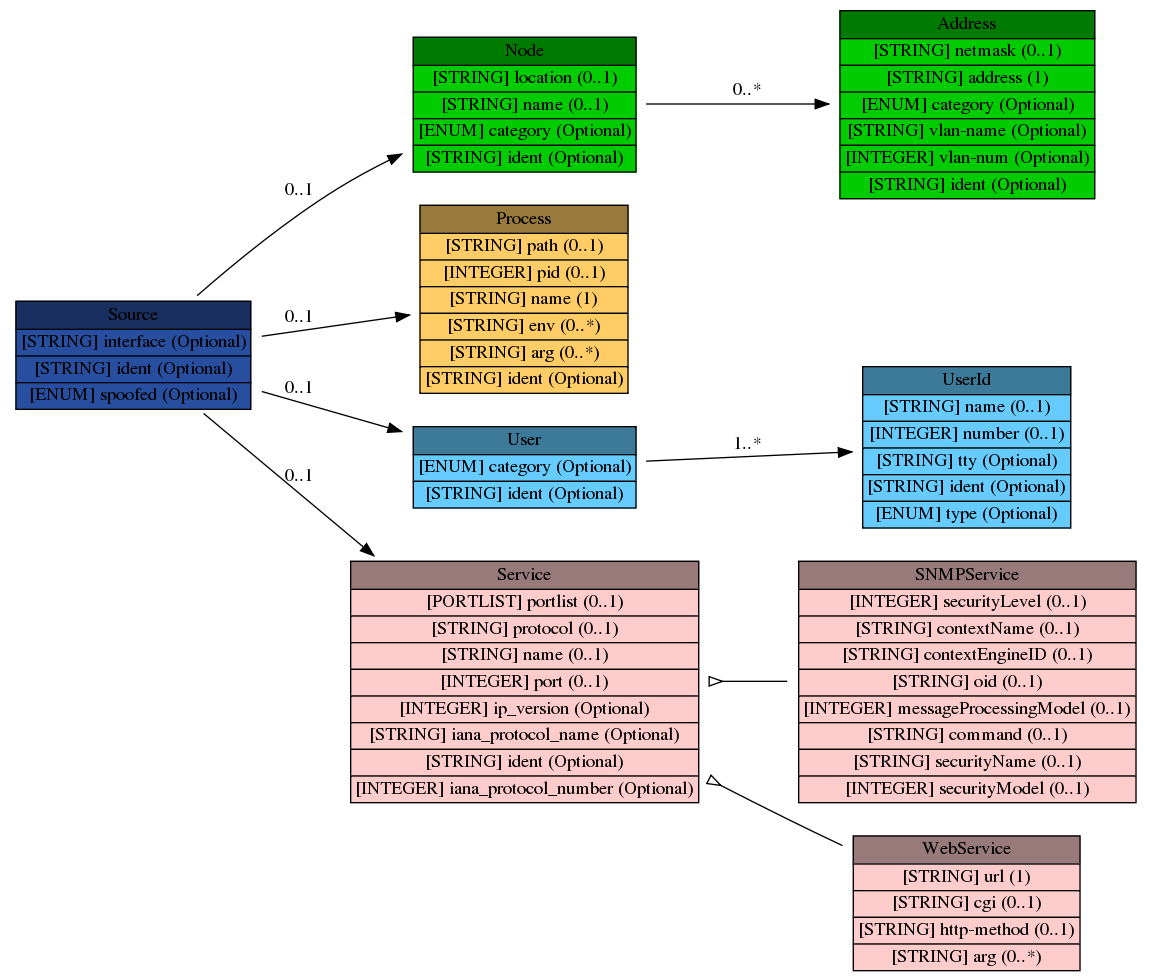 Source
[STRING] interface (Optional)
[STRING] ident (Optional)
[ENUM] spoofed (Optional)
0..1
0..1
0..1
0..1
Node
[STRING] location (0..1)
[STRING] name (0..1)
[ENUM] category (Optional)
[STRING] ident (Optional)
0..*
Address
[STRING] netmask (0..1)
[STRING] address (1)
[ENUM] category (Optional)
[STRING] vlan-name (Optional)
[INTEGER] vlan-num (Optional)
[STRING] ident (Optional)
Process
[STRING] path (0..1)
[INTEGER] pid (0..1)
[STRING] name (1)
[STRING] env (0..*)
[STRING] arg (0..*)
[STRING] ident (Optional)
User
[ENUM] category (Optional)
[STRING] ident (Optional)
1..*
UserId
[STRING] name (0..1)
[INTEGER] number (0..1)
[STRING] tty (Optional)
[STRING] ident (Optional)
[ENUM] type (Optional)
Service
[PORTLIST] portlist (0..1)
[STRING] protocol (0..1)
[STRING] name (0..1)
[INTEGER] port (0..1)
[INTEGER] ip_version (Optional)
[STRING] iana_protocol_name (Optional)
[STRING] ident (Optional)
[INTEGER] iana_protocol_number (Optional)
SNMPService
[INTEGER] securityLevel (0..1)
[STRING] contextName (0..1)
[STRING] contextEngineID (0..1)
[STRING] oid (0..1)
[INTEGER] messageProcessingModel (0..1)
[STRING] command (0..1)
[STRING] securityName (0..1)
[INTEGER] securityModel (0..1)
WebService
[STRING] url (1)
[STRING] cgi (0..1)
[STRING] http-method (0..1)
[STRING] arg (0..*)